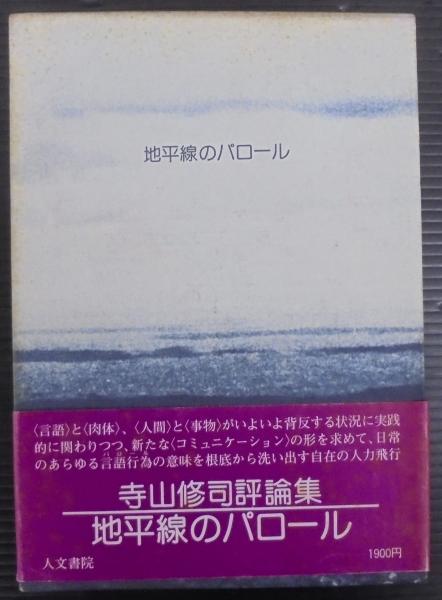 地平線のパロール
〈言語〉と〈肉体〉、〈人間〉と〈事物〉がいよいよ背反する状況に実践
的に関わりつつ、新たな〈コミュニケーション〉の形を求めて、日常
のあらゆる言語行為の意味を根底から洗い出す自在の人力飛行
寺山修司評論集
地平線のパロール
人文書院
1900円